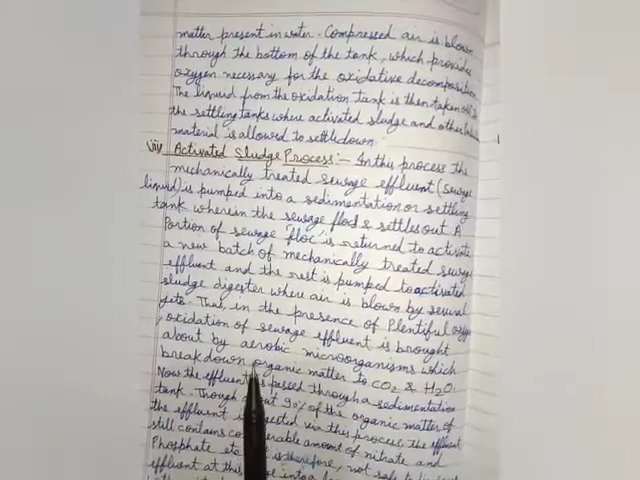 matter present in water. Compressed air is blown
through the bottom of the tank, which provides
oxygen necessary for the oxidative decomposition
The liquid from the oxidation tank is then taken
the settling tanks where activated sludge and other
material is allowed to settle down.
Activated Sludge Process:- In this process the
mechanically treated sewage effluent (Sewage
liquid) is pumped into a sedimentation or settling
tank wherein the sewage flocs & settles out. A
Portion of sewage 'floc' is returned to activate
a new batch of mechanically treated sewage
effluent and the rest is pumped to activated
sludge digester where air is blown by several
jets. Thus, in the presence of Plentiful oxygen
, oxidation of sewage effluent is brought
about by aerobic microorganisms which
breakdown organic matter to CO2 & H2O.
Now the effluent is passed through a sedimentation
tank. Though 90% of the organic matter of
the effluent is digested via this process, the effluent
still contains considerable amount of nitrate and
Phosphate etc. therefore, not safe to
effluent at this into a